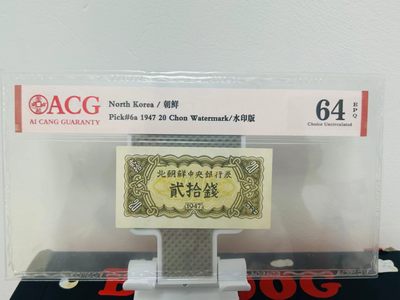 ACG
AI CANG GUARANTY
North Korea / 朝鲜
Pick#6a 1947 20 Chon Watermark/水印版
64
EPQ
Choice Uncirculated
北朝鮮中央銀行券
貳拾錢
1947